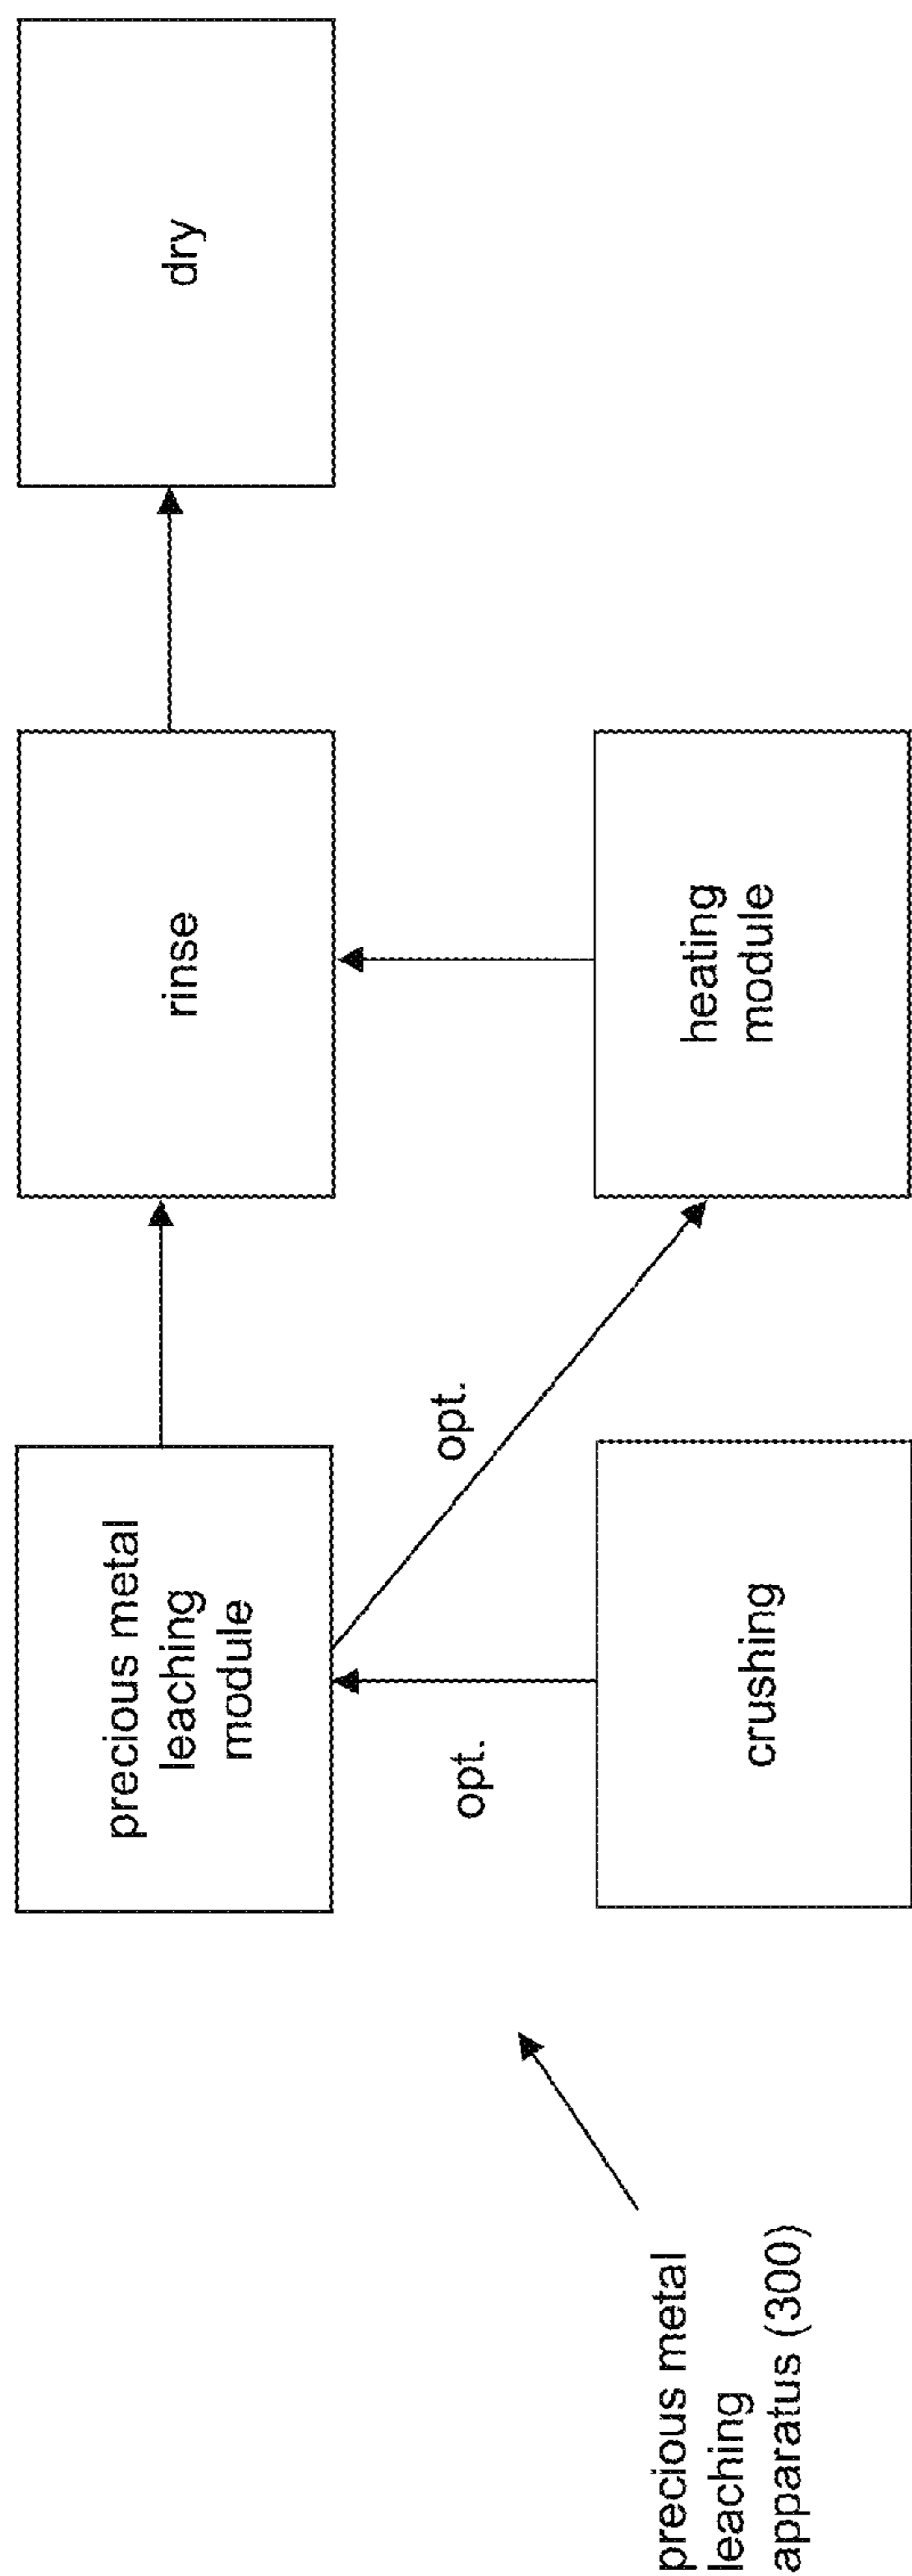 precious metal
leaching
module
rinse
dry
opt.
opt.
crushing
heating
module
precious metal
leaching
apparatus (300)